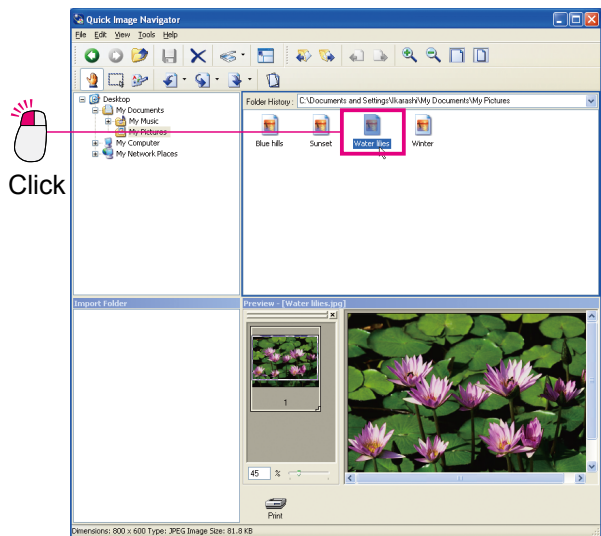 Quick Image Navigator
File Edit View Tools Help
Desktop
My Documents
My Music
My Pictures
My Computer
My Network Places
Click
Folder History: C:\Documents and Settings\Ikarashi\My Documents\My Pictures
Blue hills Sunset Water lilies Winter
Import Folder
Preview - [Water lilies.jpg]
1
45 %
Print
Dimensions: 800 x 600 Type: JPEG Image Size: 81.8 KB